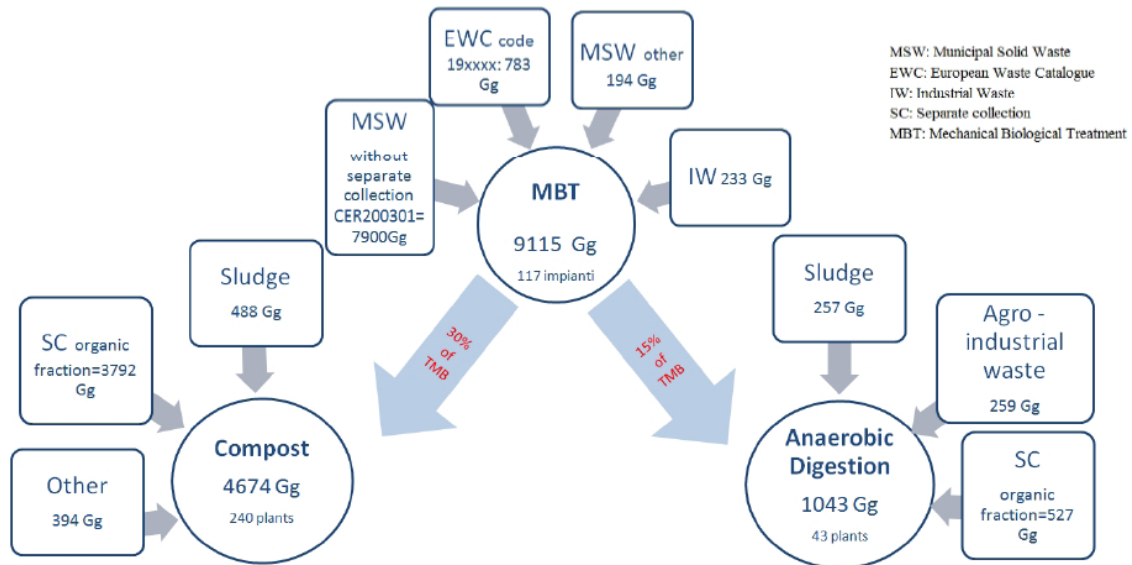 EWC code
19xxxx: 783
Gg
MSW other
194 Gg
MSW: Municipal Solid Waste
EWC: European Waste Catalogue
IW: Industrial Waste
SC: Separate collection
MBT: Mechanical Biological Treatment
MSW
without
separate
collection
CER200301=
7900Gg
MBT
9115 Gg
117 impianti
IW 233 Gg
Sludge
488 Gg
SC organic
fraction=3792
Gg
Other
394 Gg
30%
of
TMB
15%
of
TMB
Compost
4674 Gg
240 plants
Sludge
257 Gg
Agro -
industrial
waste
259 Gg
Anaerobic
Digestion
1043 Gg
43 plants
SC
organic
fraction=527
Gg